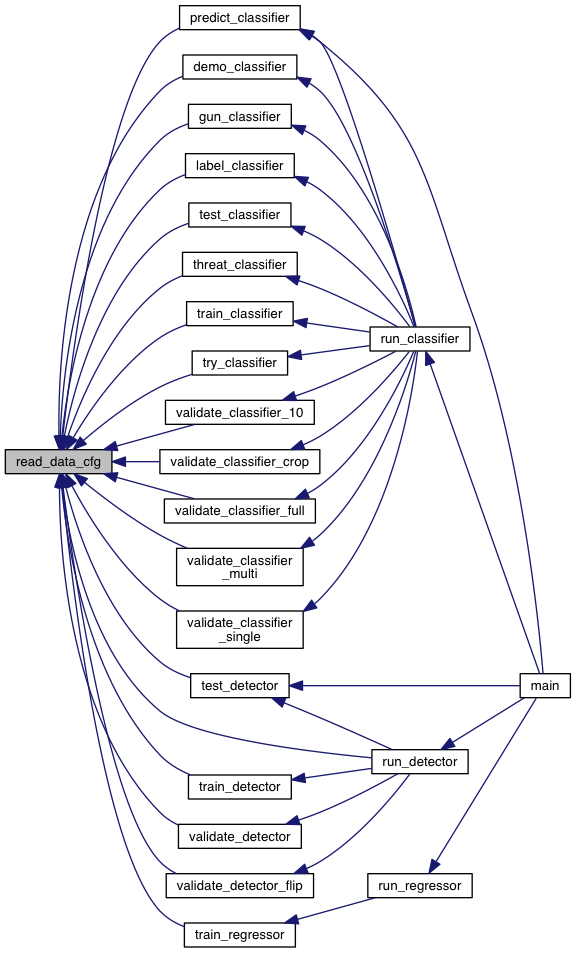 predict_classifier
demo_classifier
gun_classifier
label_classifier
test_classifier
threat_classifier
train_classifier
run_classifier
try_classifier
validate_classifier_10
read_data_cfg
validate_classifier_crop
validate_classifier_full
validate_classifier
_multi
validate_classifier
_single
test_detector
main
run_detector
train_detector
validate_detector
validate_detector_flip
run_regressor
train_regressor